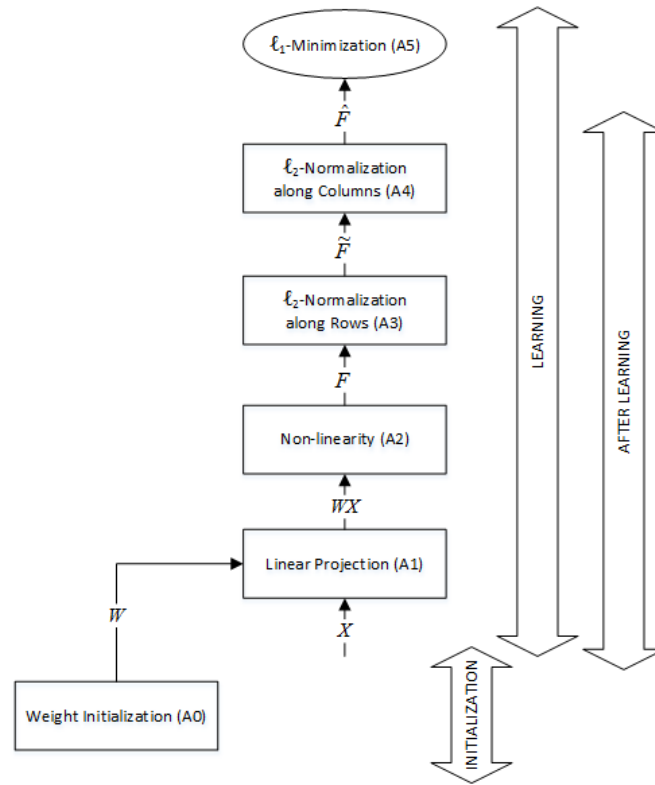 ℓ₁-Minimization (A5)
F̂
ℓ₂-Normalization
along Columns (A4)
F̃
ℓ₂-Normalization
along Rows (A3)
F
Non-linearity (A2)
WX
Linear Projection (A1)
W
X
Weight Initialization (A0)
LEARNING
AFTER LEARNING
INITIALIZATION